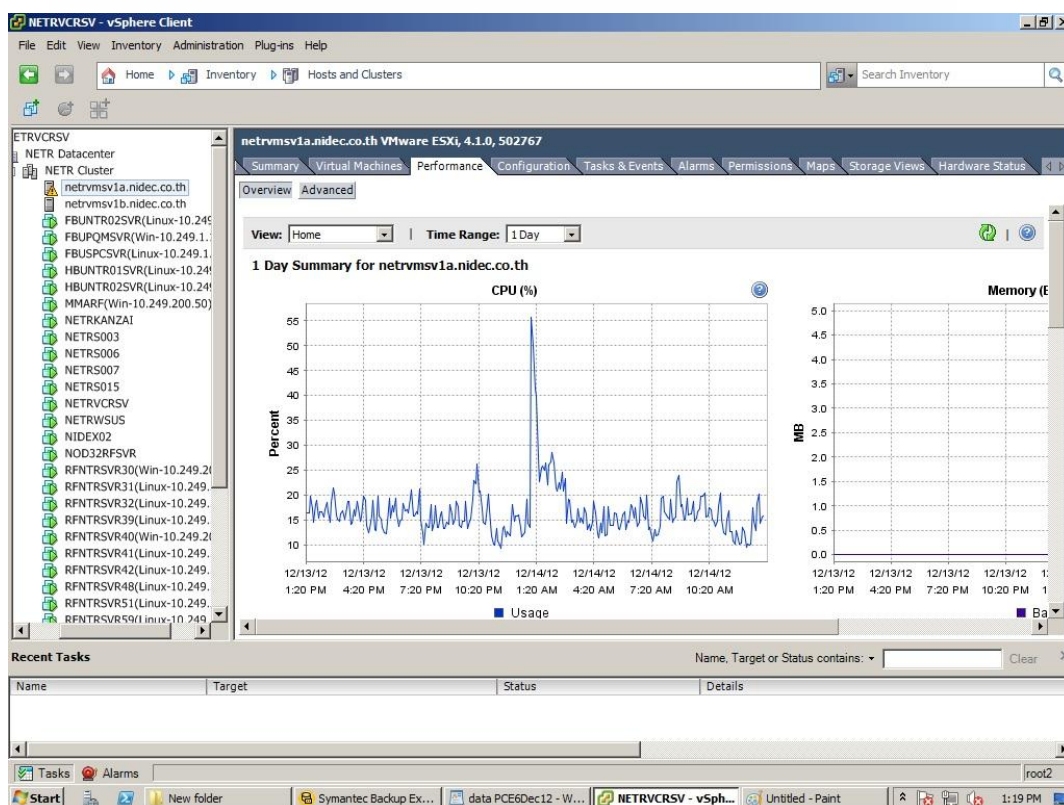 NETRVCRSV - vSphere Client
File Edit View Inventory Administration Plug-ins Help
Home Inventory Hosts and Clusters Search Inventory
ETRVCRSV
NETR Datacenter
NETR Cluster
netrvmsv1a.nidec.co.th
netrvmsv1b.nidec.co.th
FBUNTR02SVR(Linux-10.249
FBUPQMSVR(Win-10.249.1.
FBUSPCSVR(Linux-10.249.1.
HBUNTR01SVR(Linux-10.249
HBUNTR02SVR(Linux-10.249
MMARF(Win-10.249.200.50)
NETRKANZAI
NETRS003
NETRS006
NETRS007
NETRS015
NETRVCRSV
NETRWSUS
NIDEX02
NOD32RFSVR
RFNTRSVR30(Win-10.249.20
RFNTRSVR31(Linux-10.249.
RFNTRSVR32(Linux-10.249.
RFNTRSVR39(Linux-10.249.
RFNTRSVR40(Win-10.249.20
RFNTRSVR41(Linux-10.249.
RFNTRSVR42(Linux-10.249.
RFNTRSVR48(Linux-10.249.
RFNTRSVR51(Linux-10.249.
RFNTRSVR59(Linux-10.249
netrvmsv1a.nidec.co.th VMware ESXi, 4.1.0, 502767
Summary Virtual Machines Performance Configuration Tasks & Events Alarms Permissions Maps Storage Views Hardware Status
Overview Advanced
View: Home | Time Range: 1 Day
1 Day Summary for netrvmsv1a.nidec.co.th
CPU (%)
55
50
45
40
35
30
25
20
15
10
Percent
12/13/12 12/13/12 12/13/12 12/13/12 12/14/12 12/14/12 12/14/12 12/14/12
1:20 PM 4:20 PM 7:20 PM 10:20 PM 1:20 AM 4:20 AM 7:20 AM 10:20 AM
Usage
Memory (E
5.0
4.5
4.0
3.5
3.0
2.5
2.0
1.5
1.0
0.5
0.0
MB
12/13/12 12/13/12 12/13/12 12/13/12 1
1:20 PM 4:20 PM 7:20 PM 10:20 PM 1
Ba
Recent Tasks Name, Target or Status contains: Clear
Name Target Status Details
Tasks Alarms root2
Start New folder Symantec Backup Ex... data PCE6Dec12 - W... NETRVCRSV - vSph... Untitled - Paint 1:19 PM